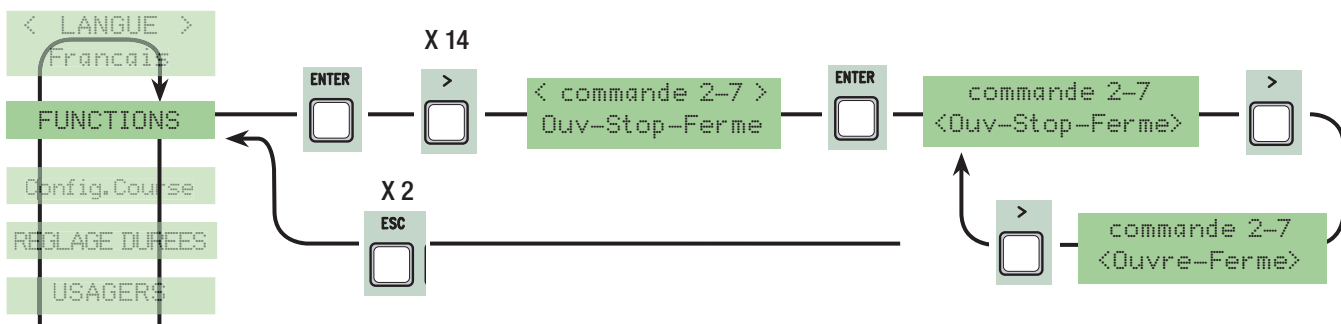 < LANGUE >
Francais
FUNCTIONS
Config.Course
REGLAGE DUREES
USAGERS
ENTER
X 14
>
< commande 2–7 >
Ouv–Stop–Ferme
ENTER
commande 2–7
<Ouv–Stop–Ferme>
>
X 2
ESC
>
commande 2–7
<Ouvre–Ferme>